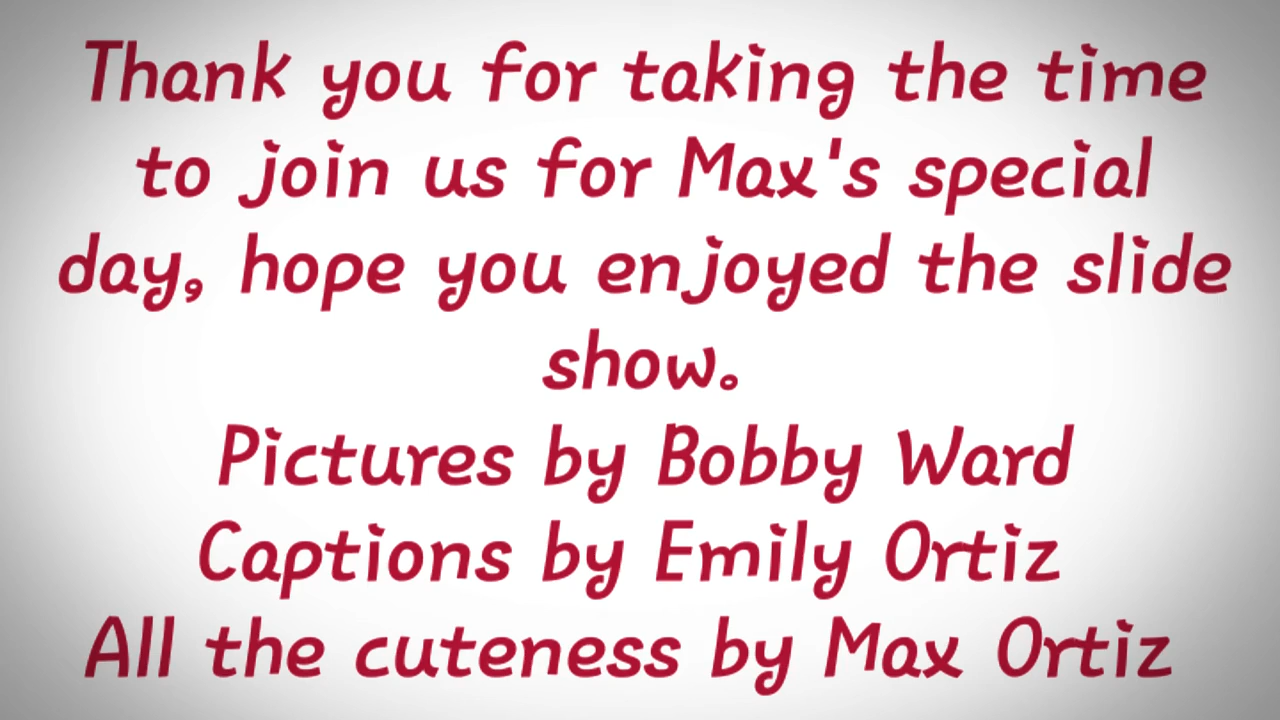 Thank you for taking the time
to join us for Max's special
day, hope you enjoyed the slide
show.
Pictures by Bobby Ward
Captions by Emily Ortiz
All the cuteness by Max Ortiz